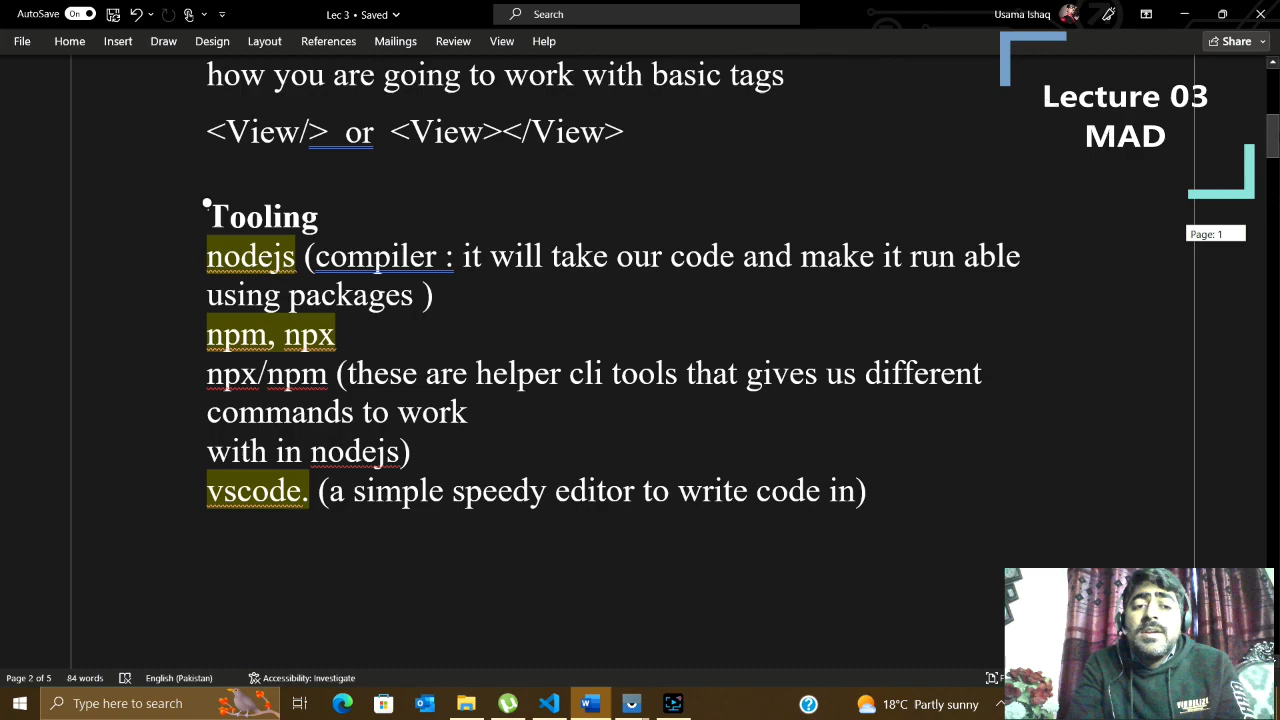 AutoSave On
Lec 3 • Saved
Search
Usama Ishaq
File Home Insert Draw Design Layout References Mailings Review View Help
Share
Lecture 03
MAD
how you are going to work with basic tags
<View/> or <View></View>
Page: 1
Tooling
nodejs (compiler : it will take our code and make it run able
using packages )
npm, npx
npx/npm (these are helper cli tools that gives us different
commands to work
with in nodejs)
vscode. (a simple speedy editor to write code in)
Page 2 of 5 84 words English (Pakistan) Accessibility: Investigate
Type here to search
18°C Partly sunny